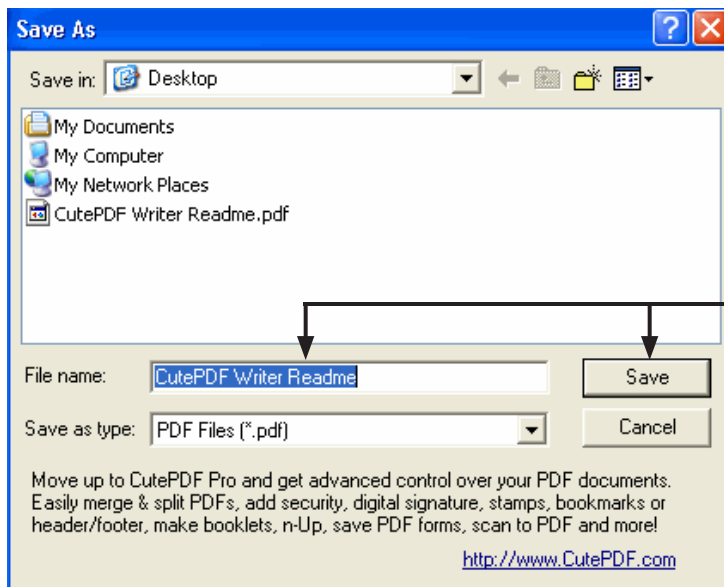 Save As
Save in: Desktop
My Documents
My Computer
My Network Places
CutePDF Writer Readme.pdf
File name: CutePDF Writer Readme Save
Save as type: PDF Files (*.pdf) Cancel
Move up to CutePDF Pro and get advanced control over your PDF documents.
Easily merge & split PDFs, add security, digital signature, stamps, bookmarks or
header/footer, make booklets, n-Up, save PDF forms, scan to PDF and more!
http://www.CutePDF.com